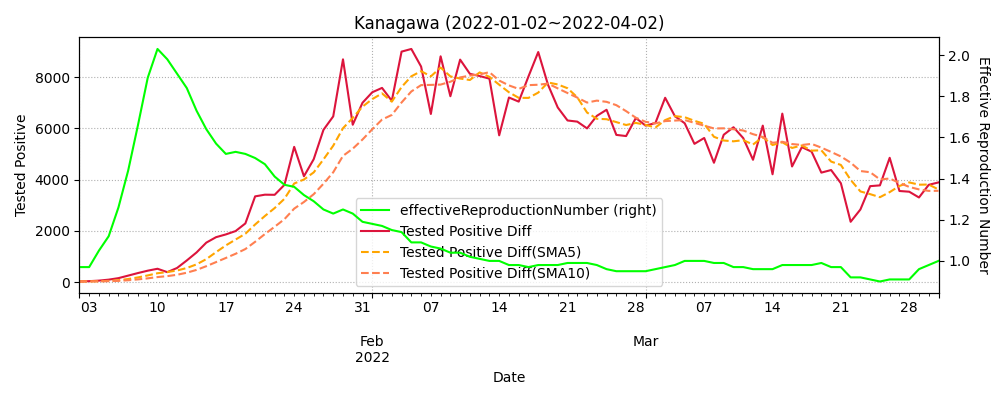 Kanagawa (2022-01-02~2022-04-02)
Tested Positive
8000
6000
4000
2000
0
2.0
1.8
1.6
1.4
1.2
1.0
Effective Reproduction Number
effectiveReproductionNumber (right)
Tested Positive Diff
Tested Positive Diff(SMA5)
Tested Positive Diff(SMA10)
03 10 17 24 31 07 14 21 28 07 14 21 28
Feb Mar
2022
Date